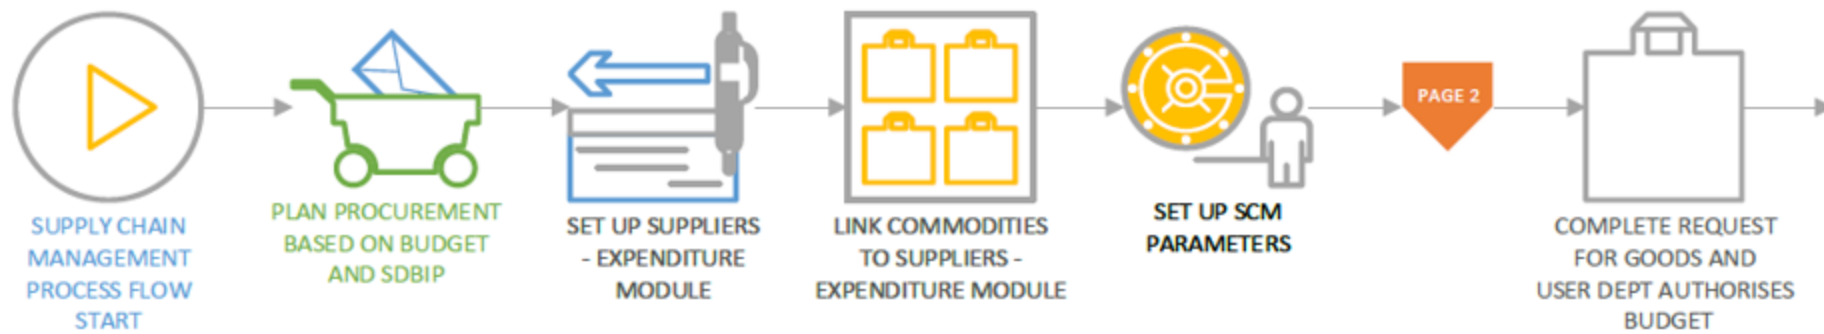 SUPPLY CHAIN
MANAGEMENT
PROCESS FLOW
START
PLAN PROCUREMENT
BASED ON BUDGET
AND SDBIP
SET UP SUPPLIERS
- EXPENDITURE
MODULE
LINK COMMODITIES
TO SUPPLIERS -
EXPENDITURE MODULE
SET UP SCM
PARAMETERS
PAGE 2
COMPLETE REQUEST
FOR GOODS AND
USER DEPT AUTHORISES
BUDGET